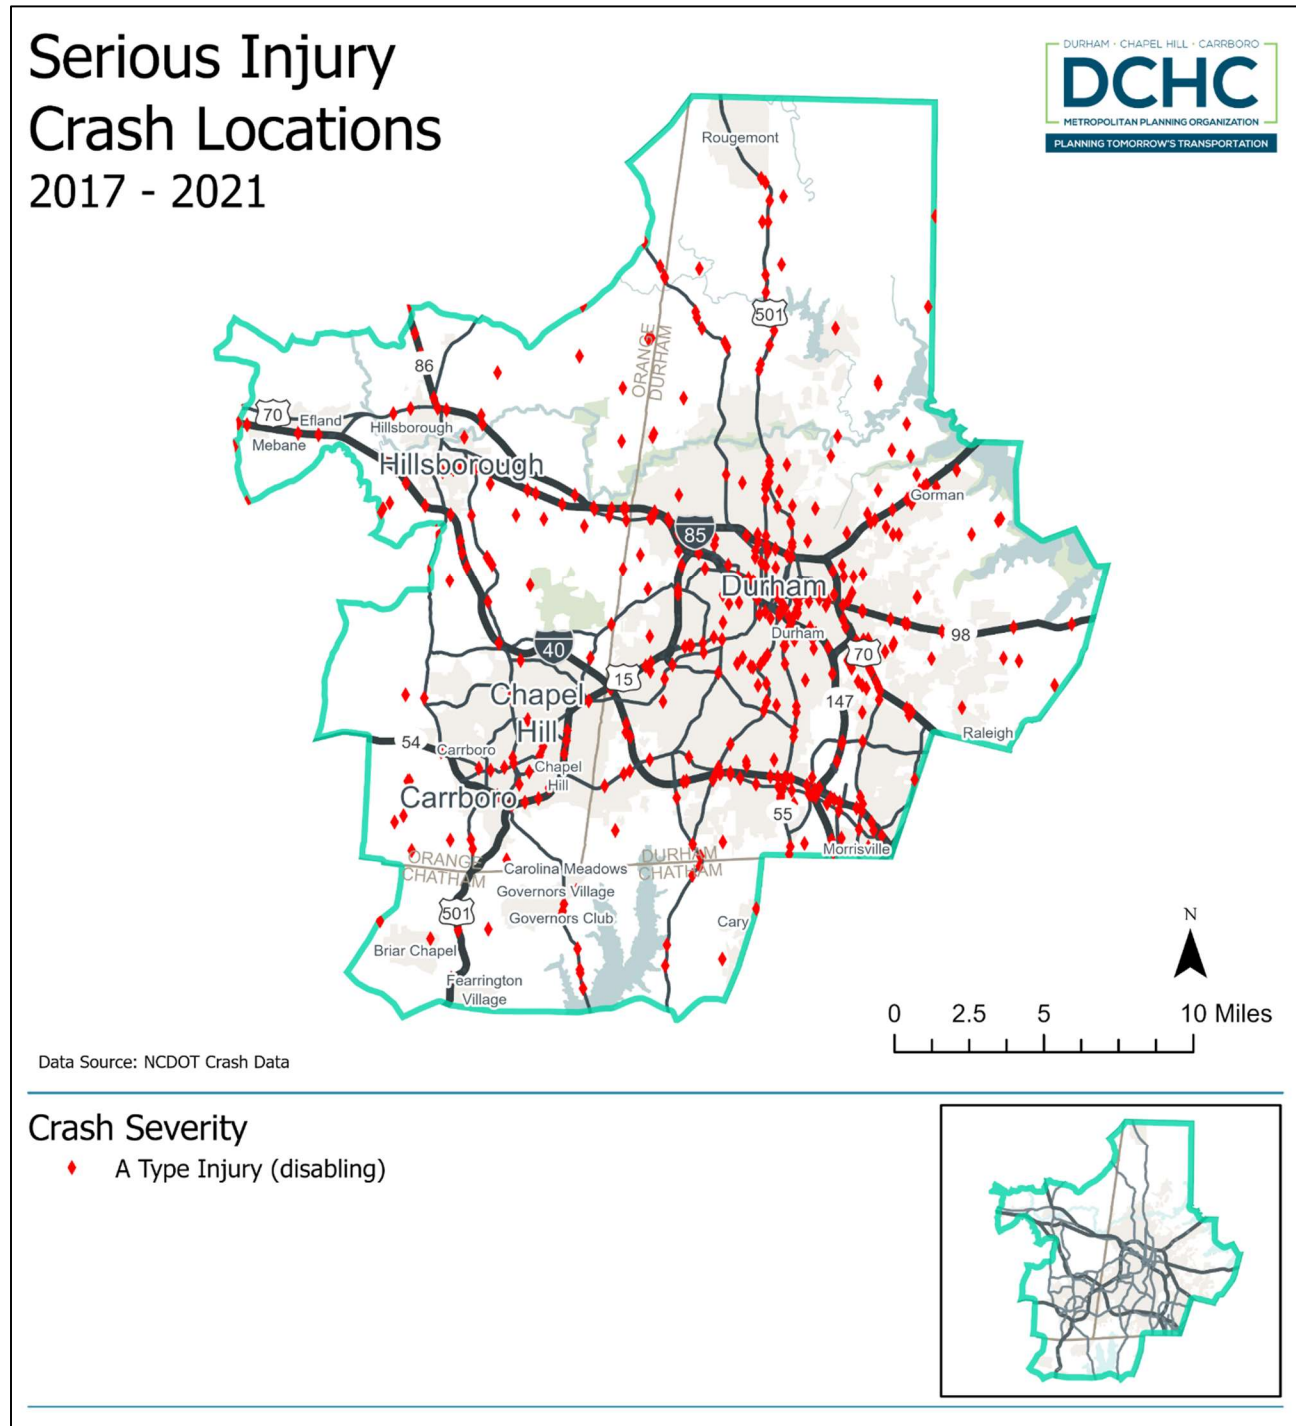 Serious Injury
Crash Locations
2017 - 2021
DURHAM · CHAPEL HILL · CARRBORO
DCHC
METROPOLITAN PLANNING ORGANIZATION
PLANNING TOMORROW'S TRANSPORTATION
Rougemont
501
ORANGE
DURHAM
86
70
Efland
Hillsborough
Mebane
Hillsborough
Gorman
85
Durham
Durham
98
40
70
15
Chapel
Hill
147
54
Carrboro
Raleigh
Chapel
Hill
Carrboro
55
Morrisville
ORANGE
CHATHAM
DURHAM
CHATHAM
Carolina Meadows
Governors Village
501
Governors Club
Cary
Briar Chapel
Fearrington
Village
N
0 2.5 5 10 Miles
Data Source: NCDOT Crash Data
Crash Severity
A Type Injury (disabling)